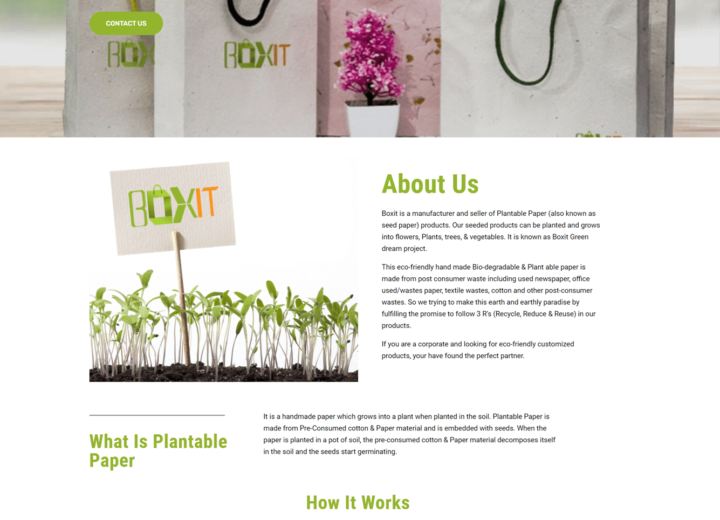 CONTACT US
BOXIT
BOXIT
BOXIT
About Us
Boxit is a manufacturer and seller of Plantable Paper (also known as
seed paper) products. Our seeded products can be planted and grows
into flowers, Plants, trees, & vegetables. It is known as Boxit Green
dream project.
This eco-friendly hand made Bio-degradable & Plant able paper is
made from post consumer waste including used newspaper, office
used/wastes paper, textile wastes, cotton and other post-consumer
wastes. So we trying to make this earth and earthly paradise by
fulfilling the promise to follow 3 R's (Recycle, Reduce & Reuse) in our
products.
If you are a corporate and looking for eco-friendly customized
products, your have found the perfect partner.
What Is Plantable
Paper
It is a handmade paper which grows into a plant when planted in the soil. Plantable Paper is
made from Pre-Consumed cotton & Paper material and is embedded with seeds. When the
paper is planted in a pot of soil, the pre-consumed cotton & Paper material decomposes itself
in the soil and the seeds start germinating.
How It Works